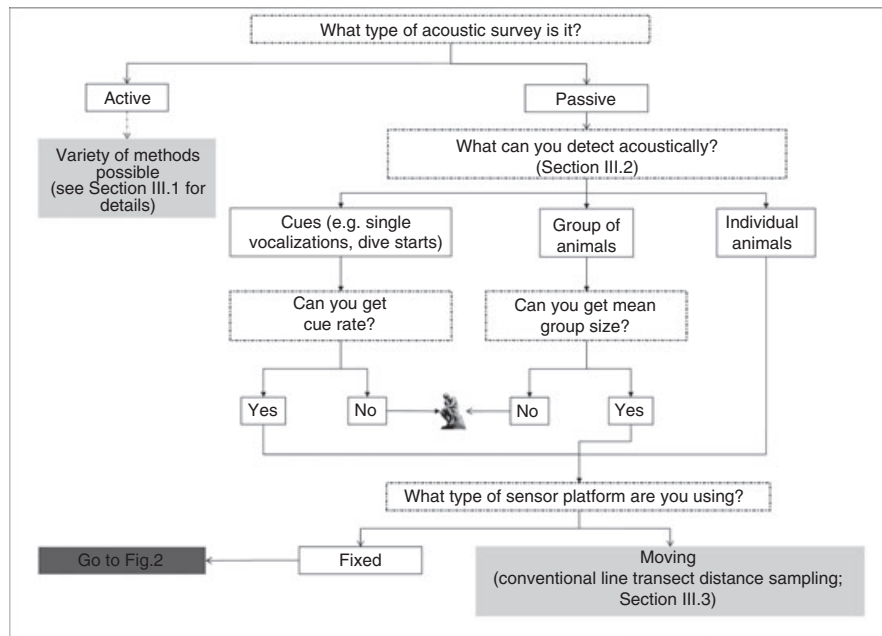 What type of acoustic survey is it?
Active
Passive
Variety of methods
possible
(see Section III.1 for
details)
What can you detect acoustically?
(Section III.2)
Cues (e.g. single
vocalizations, dive starts)
Group of
animals
Individual
animals
Can you get
cue rate?
Can you get mean
group size?
Yes
No
No
Yes
What type of sensor platform are you using?
Go to Fig.2
Fixed
Moving
(conventional line transect distance sampling;
Section III.3)